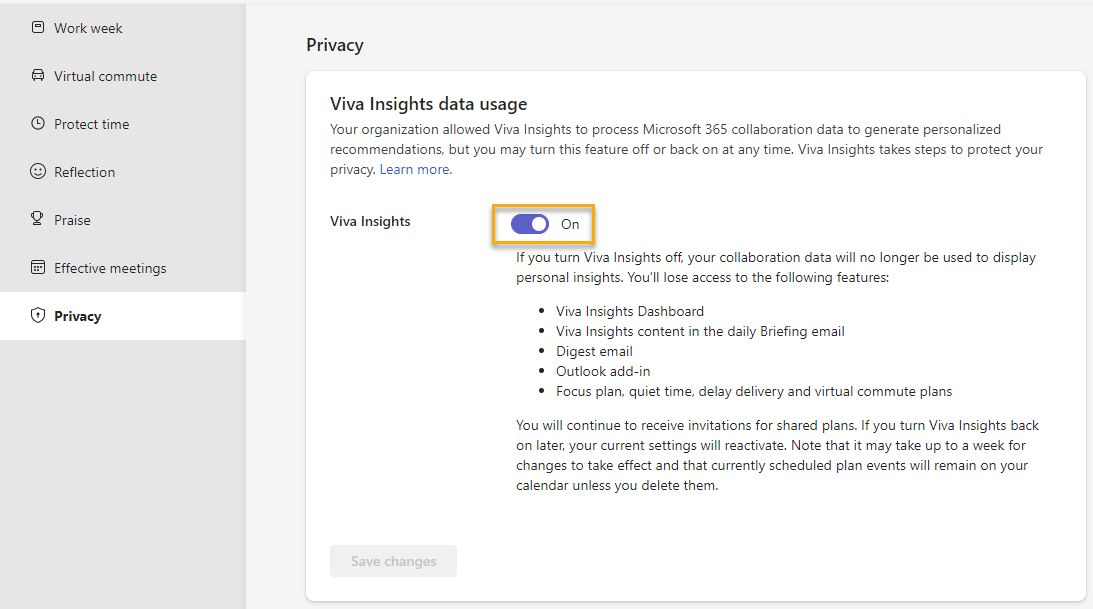 Work week
Virtual commute
Protect time
Reflection
Praise
Effective meetings
Privacy
Privacy
Viva Insights data usage
Your organization allowed Viva Insights to process Microsoft 365 collaboration data to generate personalized
recommendations, but you may turn this feature off or back on at any time. Viva Insights takes steps to protect your
privacy. Learn more.
Viva Insights
On
If you turn Viva Insights off, your collaboration data will no longer be used to display
personal insights. You'll lose access to the following features:
• Viva Insights Dashboard
• Viva Insights content in the daily Briefing email
• Digest email
• Outlook add-in
• Focus plan, quiet time, delay delivery and virtual commute plans
You will continue to receive invitations for shared plans. If you turn Viva Insights back
on later, your current settings will reactivate. Note that it may take up to a week for
changes to take effect and that currently scheduled plan events will remain on your
calendar unless you delete them.
Save changes